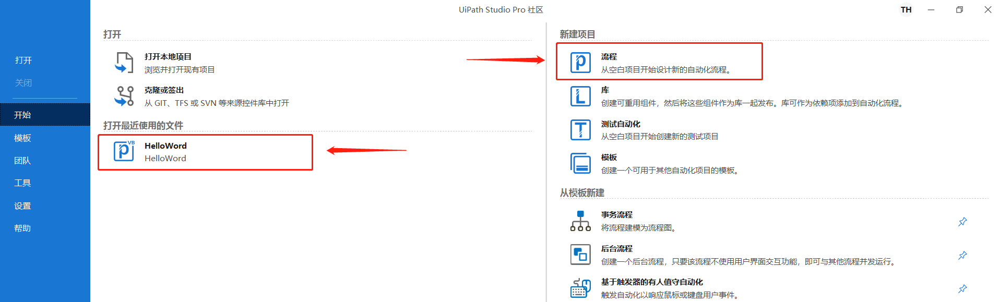 UiPath Studio Pro 社区
TH
打开
关闭
开始
模板
团队
工具
设置
帮助
打开
打开本地项目
浏览并打开现有项目
克隆或签出
从 GIT、TFS 或 SVN 等来源控件库中打开
打开最近使用的文件
VB
HelloWord
HelloWord
新建项目
流程
从空白项目开始设计新的自动化流程。
库
创建可重用组件，然后将这些组件作为库一起发布。库可作为依赖项添加到自动化流程。
测试自动化
从空白项目开始创建新的测试项目
模板
创建一个可用于其他自动化项目的模板。
从模板新建
事务流程
将流程建模为流程图。
后台流程
创建一个后台流程，只要该流程不使用用户界面交互功能，即可与其他流程并发运行。
基于触发器的有人值守自动化
触发自动化以响应鼠标或键盘用户事件。